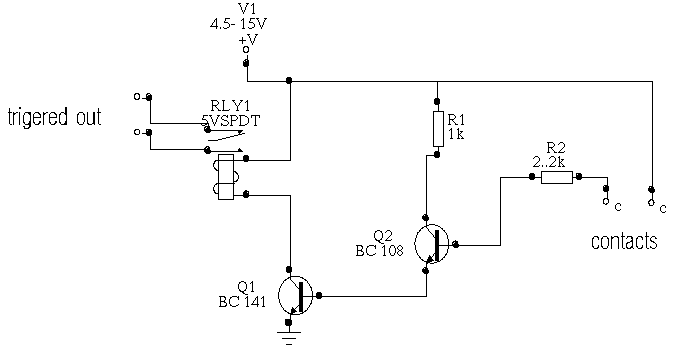 V1
4.5-15V
+V
RLY1
5VSPDT
trigered out
R1
1k
R2
2..2k
c
c
contacts
Q2
BC 108
Q1
BC 141